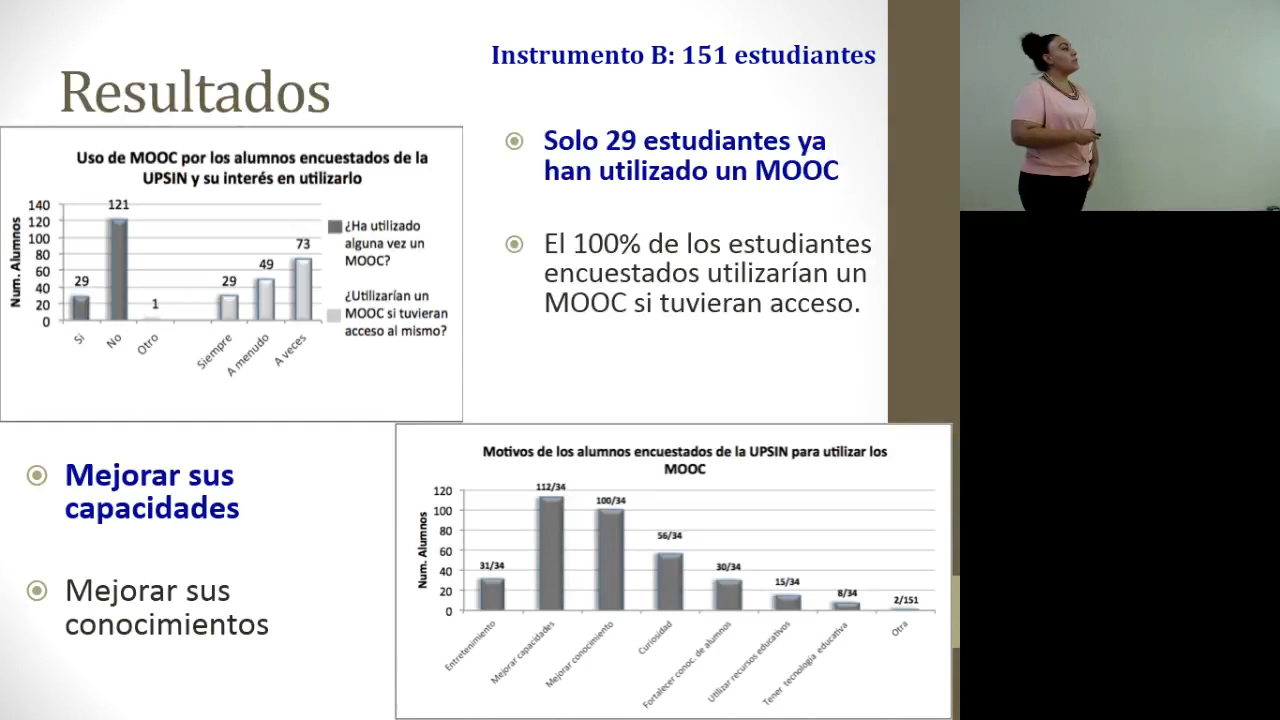 Instrumento B: 151 estudiantes
Resultados
Uso de MOOC por los alumnos encuestados de la
UPSIN y su interés en utilizarlo
Num. Alumnos
140
120
100
80
60
40
20
0
29
121
1
29
49
73
Si
No
Otro
Siempre
A menudo
A veces
¿Ha utilizado
alguna vez un
MOOC?
¿Utilizarían un
MOOC si tuvieran
acceso al mismo?
Solo 29 estudiantes ya
han utilizado un MOOC
El 100% de los estudiantes
encuestados utilizarían un
MOOC si tuvieran acceso.
Mejorar sus
capacidades
Mejorar sus
conocimientos
Motivos de los alumnos encuestados de la UPSIN para utilizar los
MOOC
Num. Alumnos
120
100
80
60
40
20
0
31/34
112/34
100/34
56/34
30/34
15/34
8/34
2/151
Entretenimiento
Mejorar capacidades
Mejorar conocimiento
Curiosidad
Fortalecer conoc. de alumnos
Utilizar recursos educativos
Tener tecnología educativa
Otra